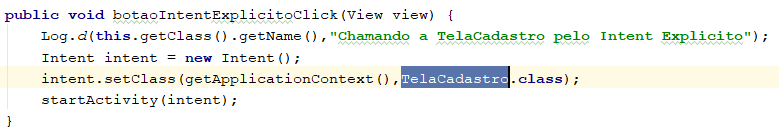 public void botaoIntentExplicitoClick(View view) {
    Log.d(this.getClass().getName(),"Chamando a TelaCadastro pelo Intent Explicito");
    Intent intent = new Intent();
    intent.setClass(getApplicationContext(),TelaCadastro.class);
    startActivity(intent);
}